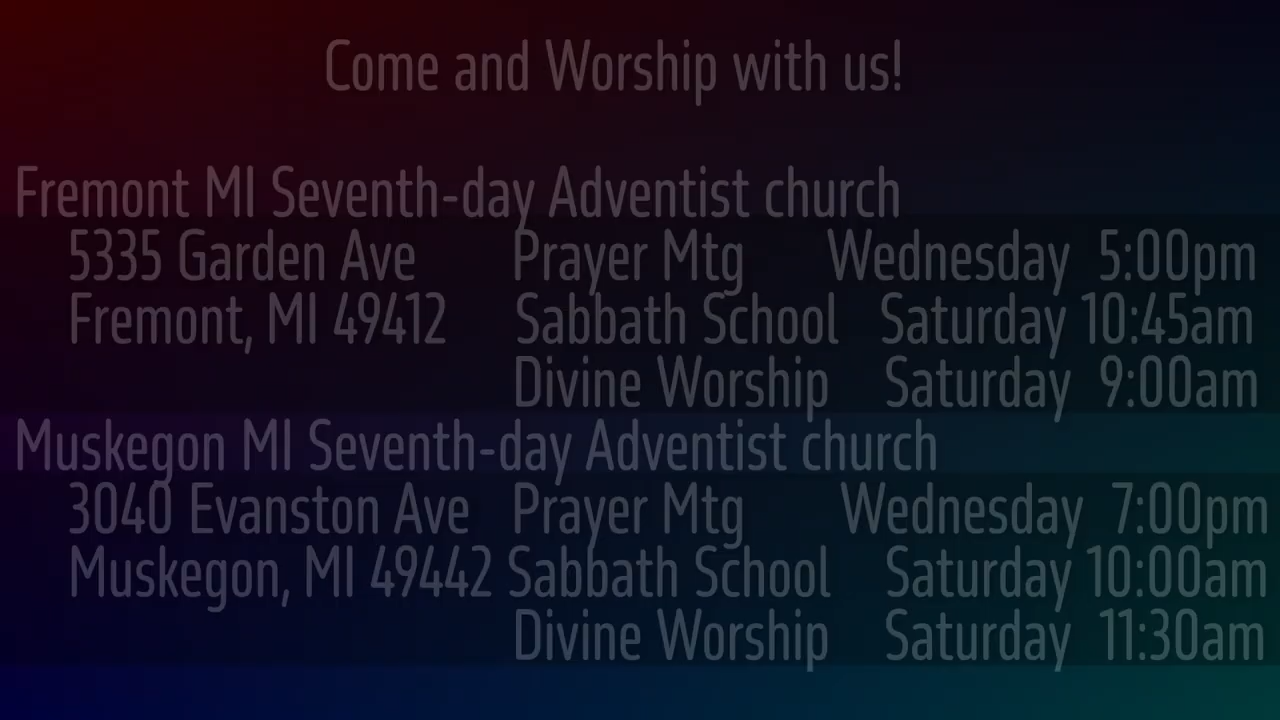 Come and Worship with us!
Fremont MI Seventh-day Adventist church
5335 Garden Ave Prayer Mtg Wednesday 5:00pm
Fremont, MI 49412 Sabbath School Saturday 10:45am
Divine Worship Saturday 9:00am
Muskegon MI Seventh-day Adventist church
3040 Evanston Ave Prayer Mtg Wednesday 7:00pm
Muskegon, MI 49442 Sabbath School Saturday 10:00am
Divine Worship Saturday 11:30am